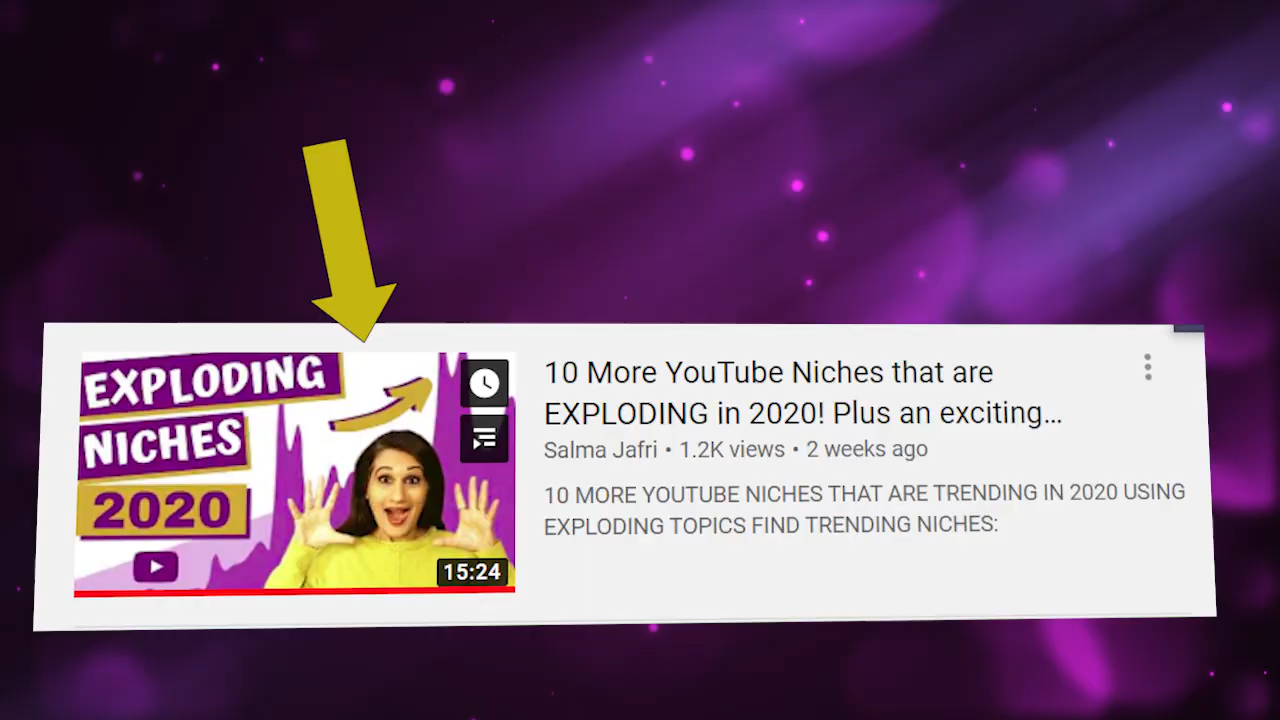 EXPLODING
NICHES
2020
15:24
10 More YouTube Niches that are
EXPLODING in 2020! Plus an exciting...
Salma Jafri • 1.2K views • 2 weeks ago
10 MORE YOUTUBE NICHES THAT ARE TRENDING IN 2020 USING
EXPLODING TOPICS FIND TRENDING NICHES: